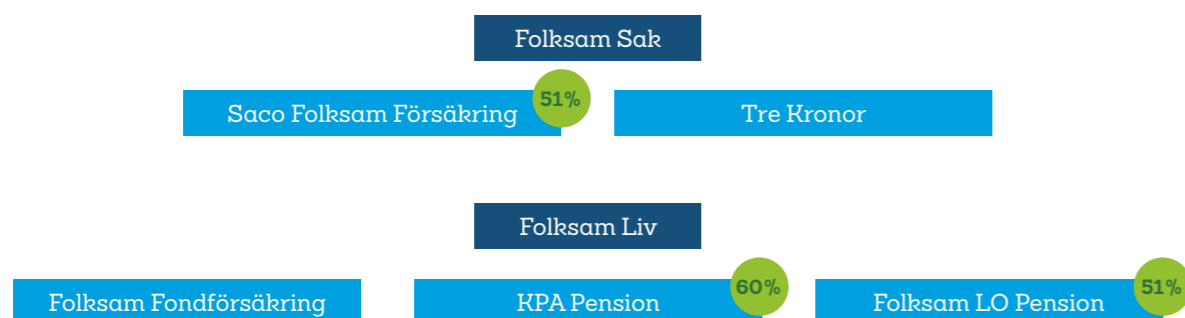 Folksam Sak
Saco Folksam Försäkring 51%
Tre Kronor
Folksam Liv
Folksam Fondförsäkring
KPA Pension 60%
Folksam LO Pension 51%